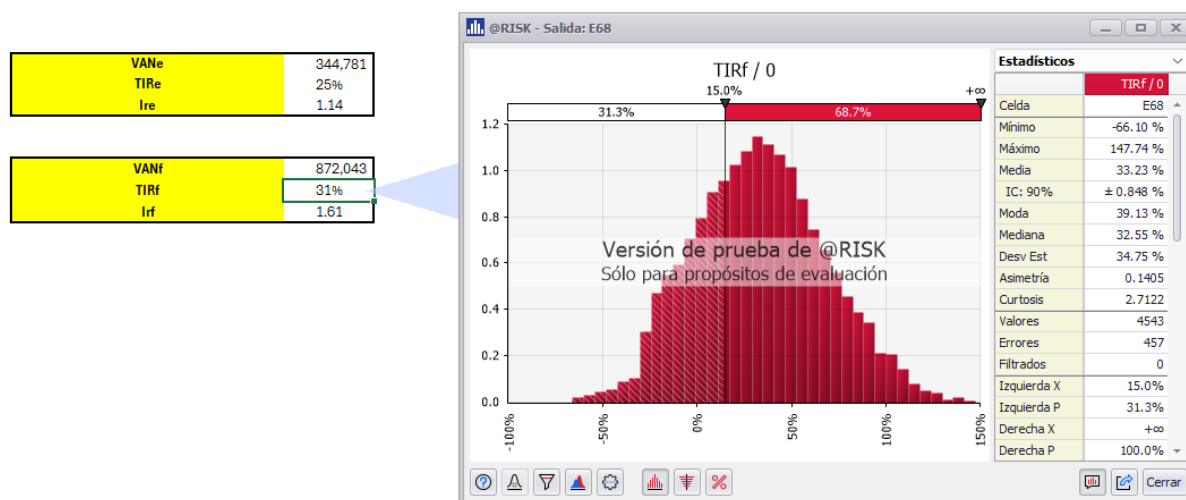 VANe 344,781
TIRe 25%
Ire 1.14
VANf 872,043
TIRf 31%
Irf 1.61
@RISK - Salida: E68
TIRf / 0
15.0% +∞
31.3% 68.7%
1.2
1.0
0.8
0.6
0.4
0.2
0.0
-100%
-50%
0%
50%
100%
150%
Versión de prueba de @RISK
Sólo para propósitos de evaluación
Estadísticos
TIRf / 0
Celda E68
Mínimo -66.10 %
Máximo 147.74 %
Media 33.23 %
IC: 90% ± 0.848 %
Moda 39.13 %
Mediana 32.55 %
Desv Est 34.75 %
Asimetría 0.1405
Curtosis 2.7122
Valores 4543
Errores 457
Filtrados 0
Izquierda X 15.0%
Izquierda P 31.3%
Derecha X +∞
Derecha P 100.0%
Cerrar